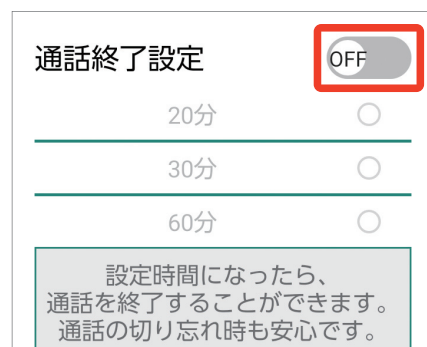 通話終了設定 OFF
20分
30分
60分
設定時間になったら、
通話を終了することができます。
通話の切り忘れ時も安心です。